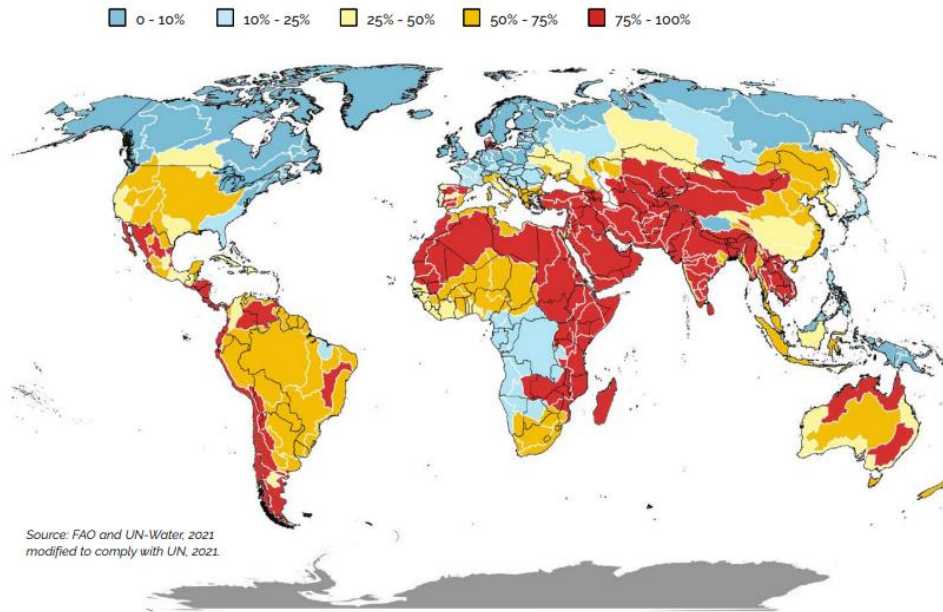 0 - 10% 10% - 25% 25% - 50% 50% - 75% 75% - 100%
Source: FAO and UN-Water, 2021
modified to comply with UN, 2021.